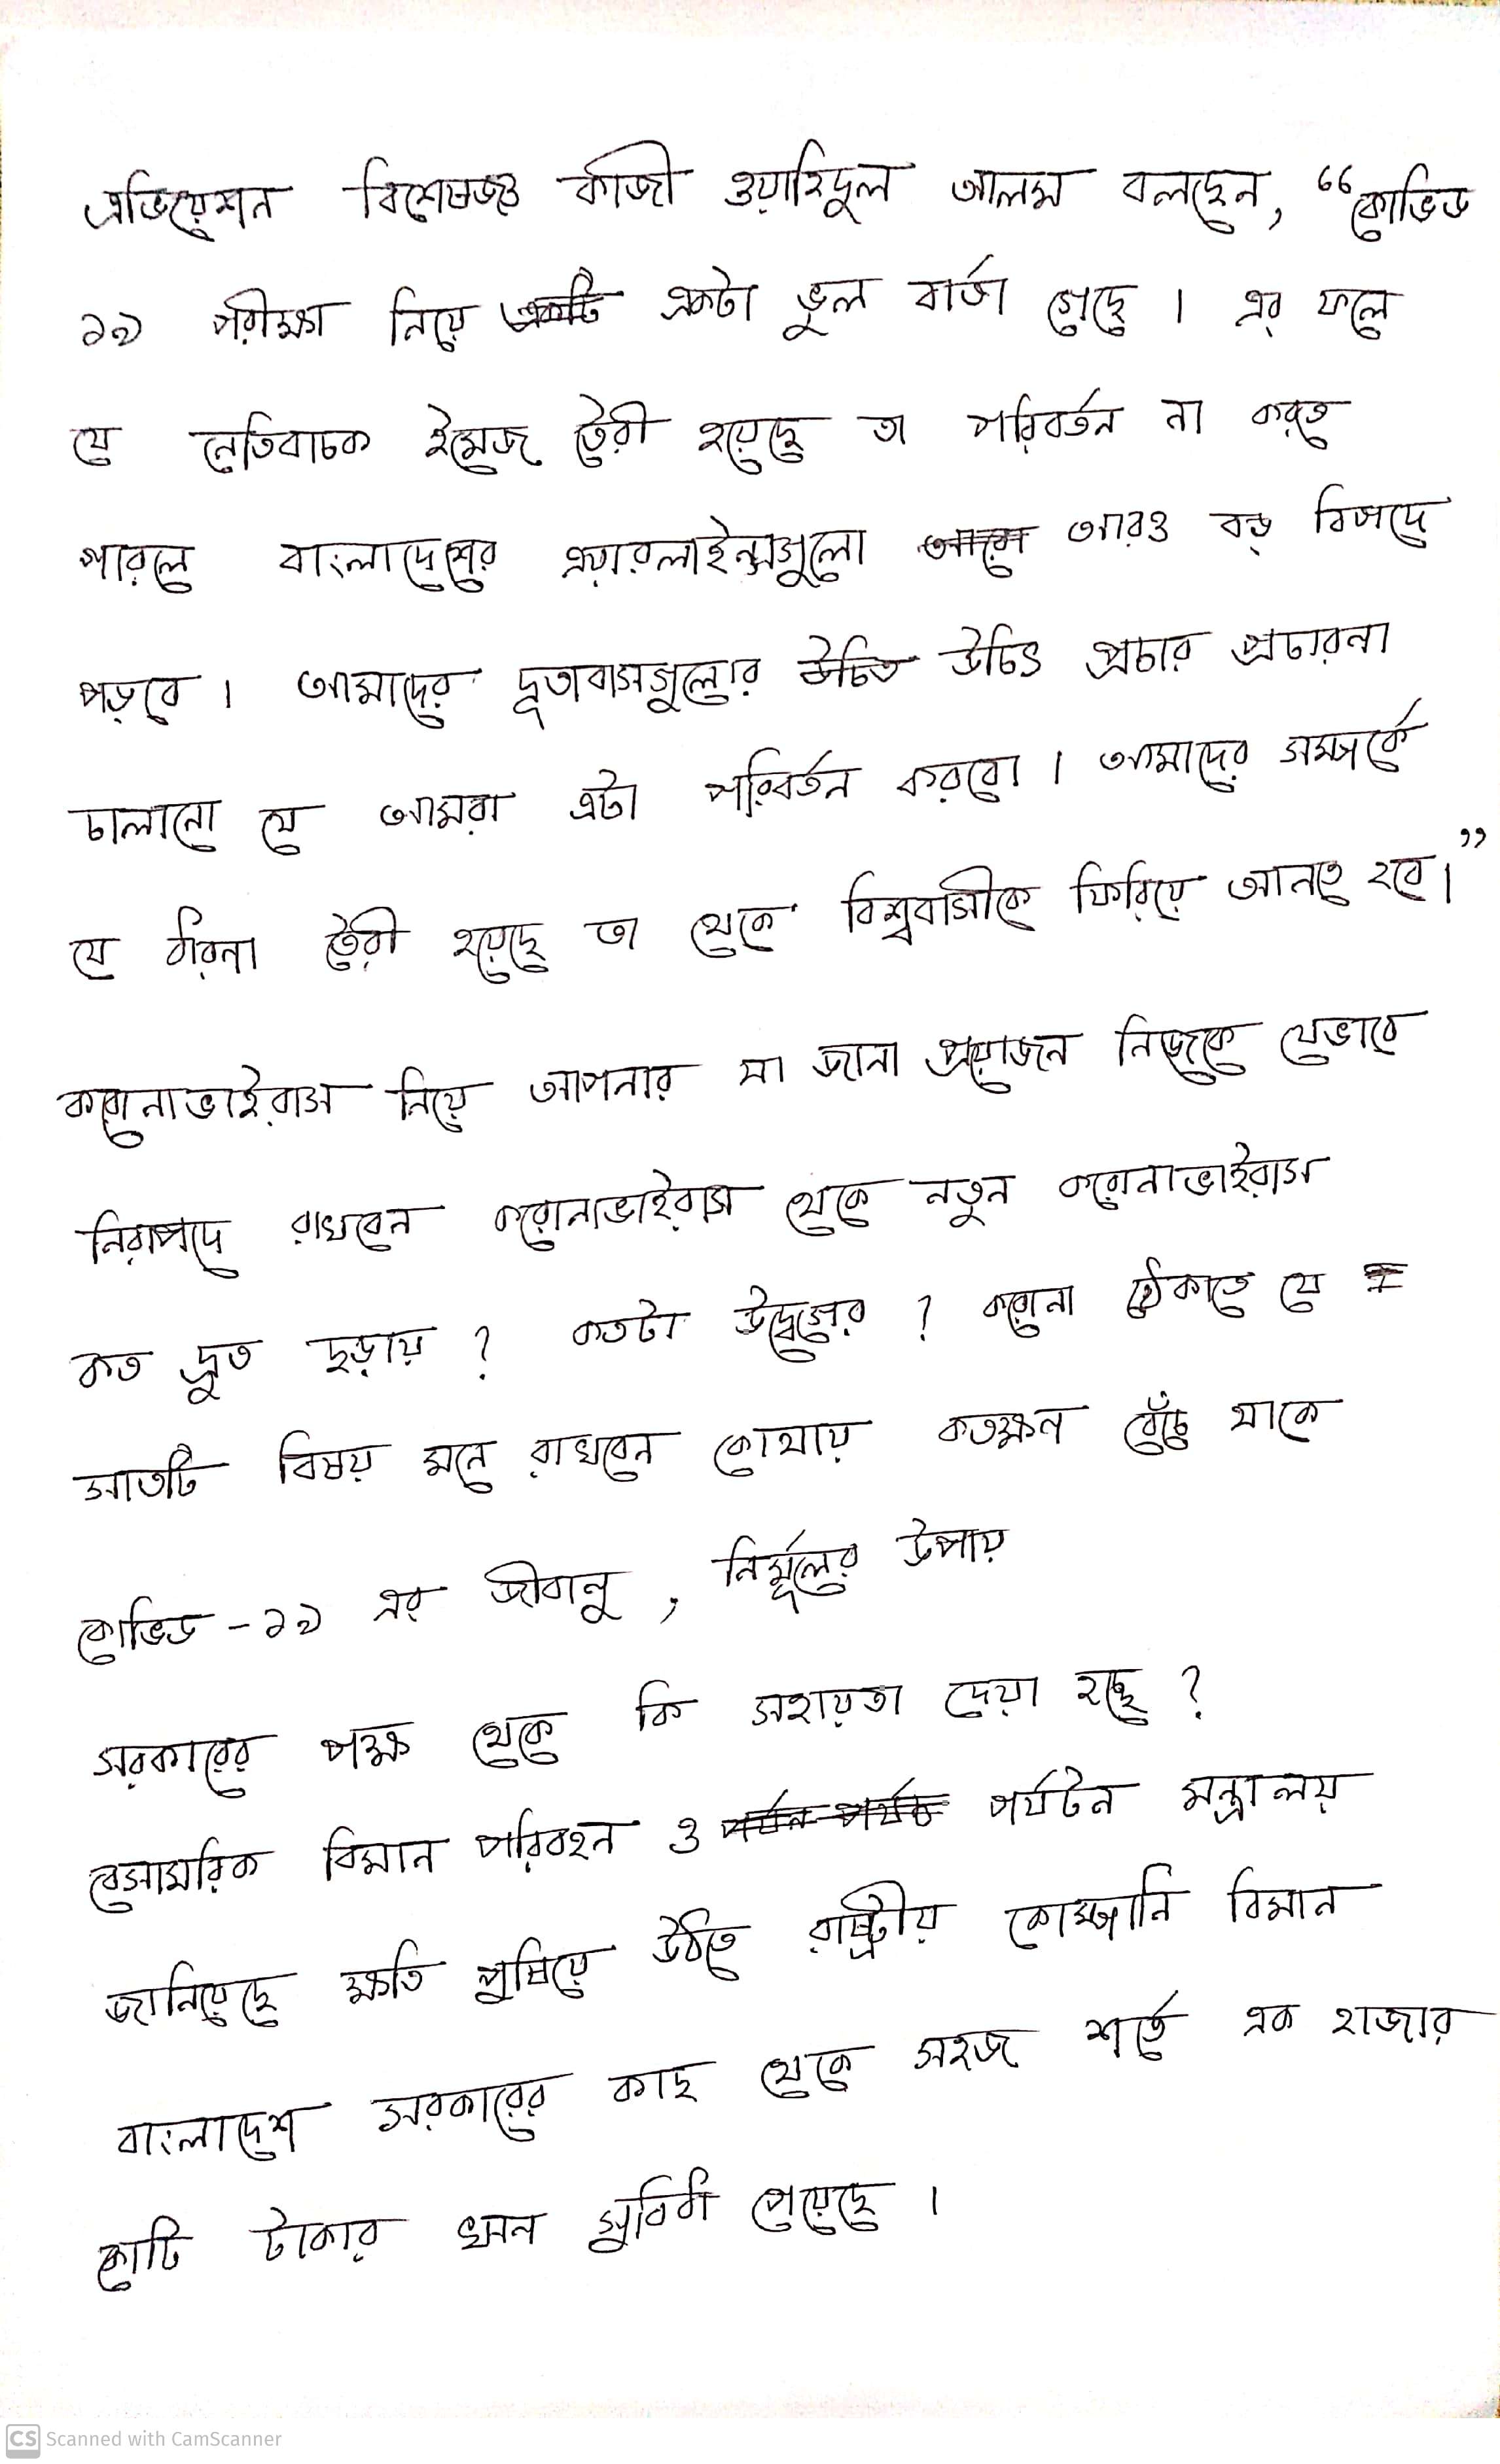 এভিয়েশন বিশেষজ্ঞ কাজী ওয়াহিদুল আলম বলছেন, “কোভিড
১৯ পরীক্ষা নিয়ে একটা ভুল বার্তা গেছে। এর ফলে
যে নেতিবাচক ইমেজ তৈরী হয়েছে তা পরিবর্তন না করতে
পারলে বাংলাদেশের এয়ারলাইন্সগুলো আরও বড় বিপদে
পড়বে। আমাদের দূতাবাসগুলোর উচিৎ প্রচার প্রচারনা
চালানো যে আমরা এটা পরিবর্তন করবো। আমাদের সম্পর্কে
যে ধারনা তৈরী হয়েছে তা থেকে বিশ্ববাসীকে ফিরিয়ে আনতে হবে।”
করোনাভাইরাস নিয়ে আপনার যা জানা প্রয়োজন নিজেকে যেভাবে
নিরাপদে রাখবেন করোনাভাইরাস থেকে নতুন করোনাভাইরাস
কত দ্রুত ছড়ায়? কতটা উদ্বেগের? করোনা ঠেকাতে যে
সাতটি বিষয় মনে রাখবেন কোথায় কতক্ষন বেঁচে থাকে
কোভিড-১৯ এর জীবানু, নির্মূলের উপায়
সরকারের পক্ষ থেকে কি সহায়তা দেয়া হচ্ছে?
বেসামরিক বিমান পরিবহন ও পর্যটন মন্ত্রালয়
জানিয়েছে ক্ষতি পুষিয়ে উঠতে রাষ্ট্রীয় কোম্পানি বিমান
বাংলাদেশ সরকারের কাছ থেকে সহজ শর্তে এক হাজার
কোটি টাকার ঋন সুবিধা পেয়েছে।
CS Scanned with CamScanner